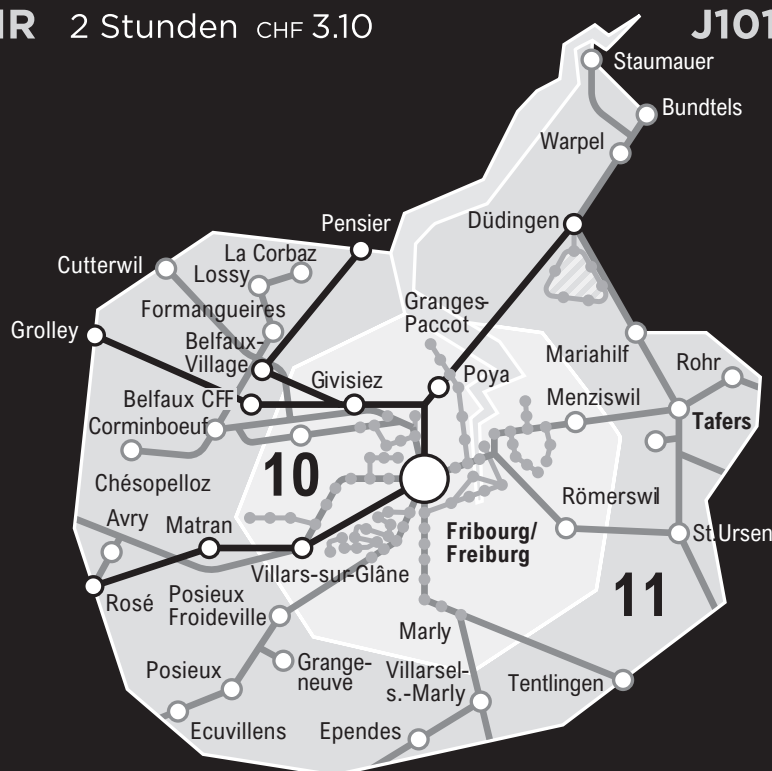 2 Stunden CHF 3.10
J101
Staumauer
Bundtels
Warpel
Düdingen
Pensier
La Corbaz
Cutterwil
Lossy
Formangueires
Granges-
Paccot
Grolley
Belfaux-
Village
Mariahilf
Rohr
Givisiez
Poya
Belfaux CFF
Menziswil
Corminboeuf
Tafers
10
Chésopelloz
Römerswil
Avry
Matran
Fribourg/
Freiburg
St.Ursen
Villars-sur-Glâne
Rosé
Posieux
Froideville
11
Marly
Posieux
Grange-
neuve
Villarsel-
s.-Marly
Tentlingen
Ecuvillens
Ependes